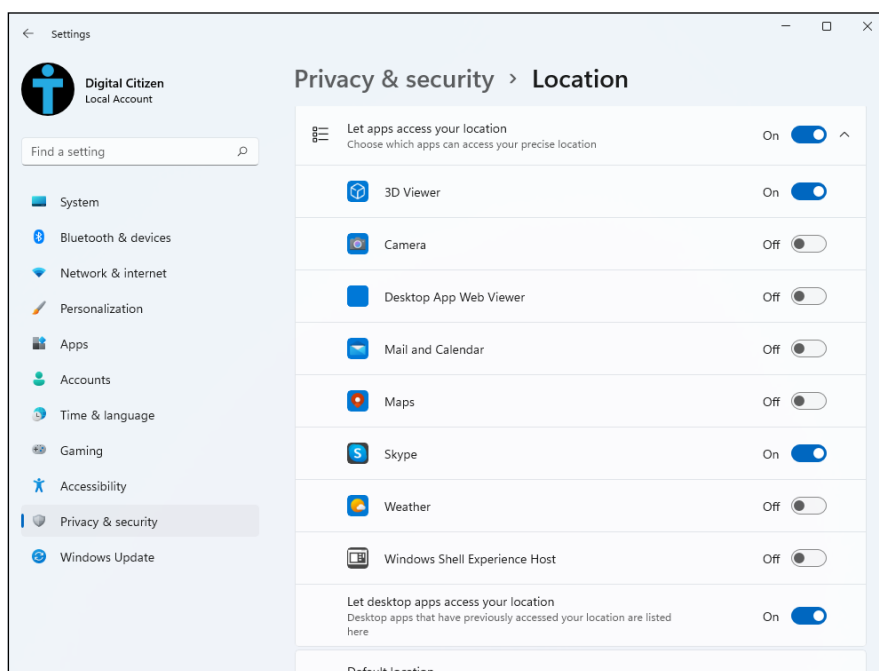 Settings
Digital Citizen
Local Account
Find a setting
System
Bluetooth & devices
Network & internet
Personalization
Apps
Accounts
Time & language
Gaming
Accessibility
Privacy & security
Windows Update
Privacy & security > Location
Let apps access your location
Choose which apps can access your precise location
On
3D Viewer
On
Camera
Off
Desktop App Web Viewer
Off
Mail and Calendar
Off
Maps
Off
Skype
On
Weather
Off
Windows Shell Experience Host
Off
Let desktop apps access your location
Desktop apps that have previously accessed your location are listed
here
On
Default location